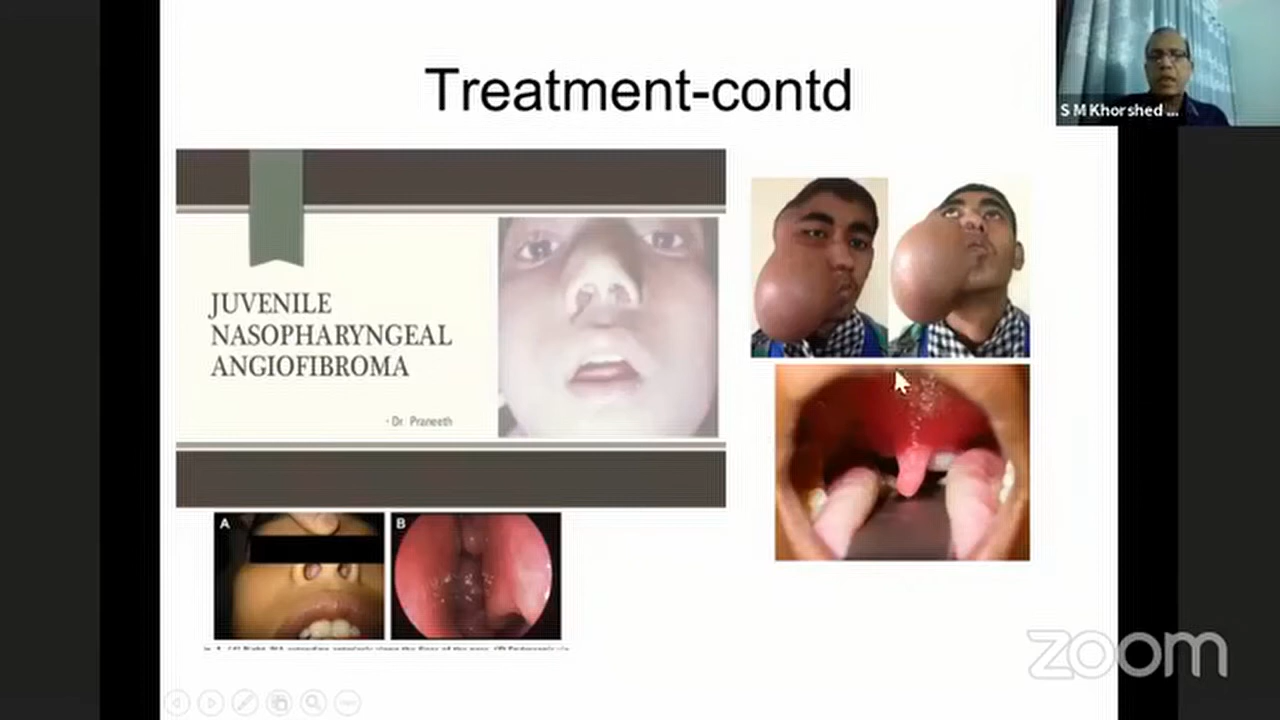 Treatment-contd
S M Khorshed ...
JUVENILE
NASOPHARYNGEAL
ANGIOFIBROMA
- Dr. Praneeth
A
B
zoom